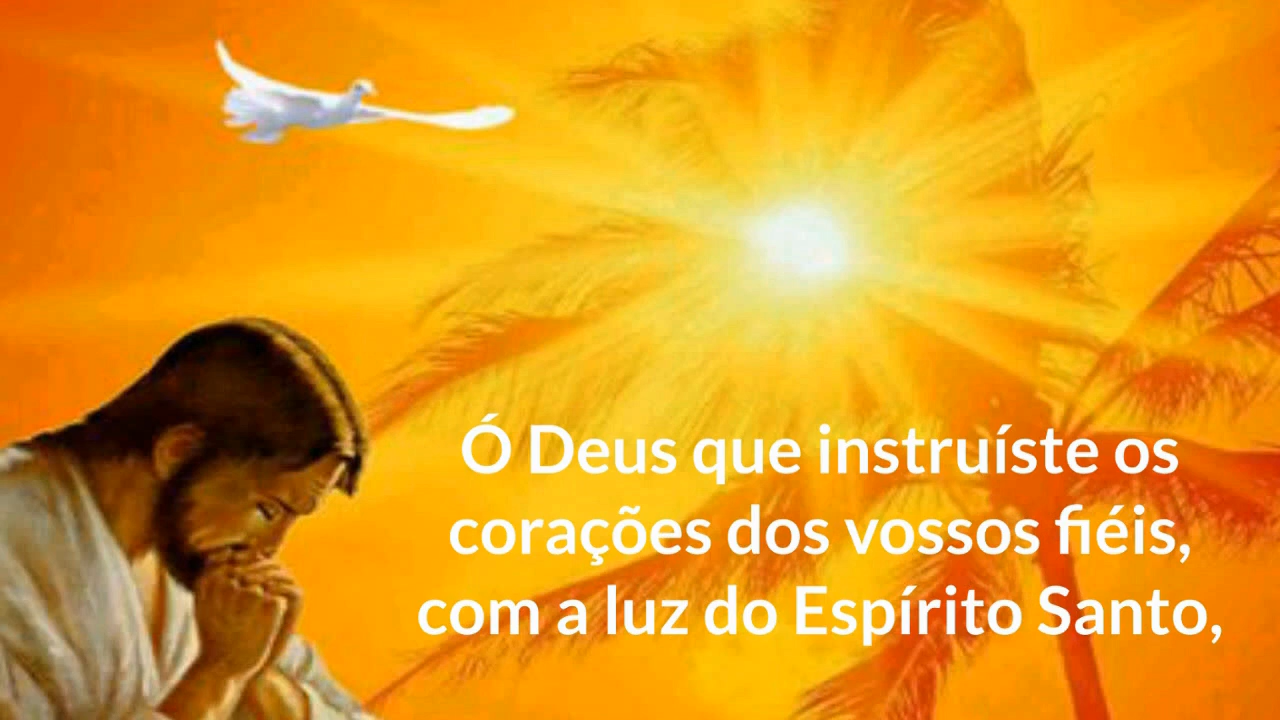 Ó Deus que instruíste os
corações dos vossos fiéis,
com a luz do Espírito Santo,